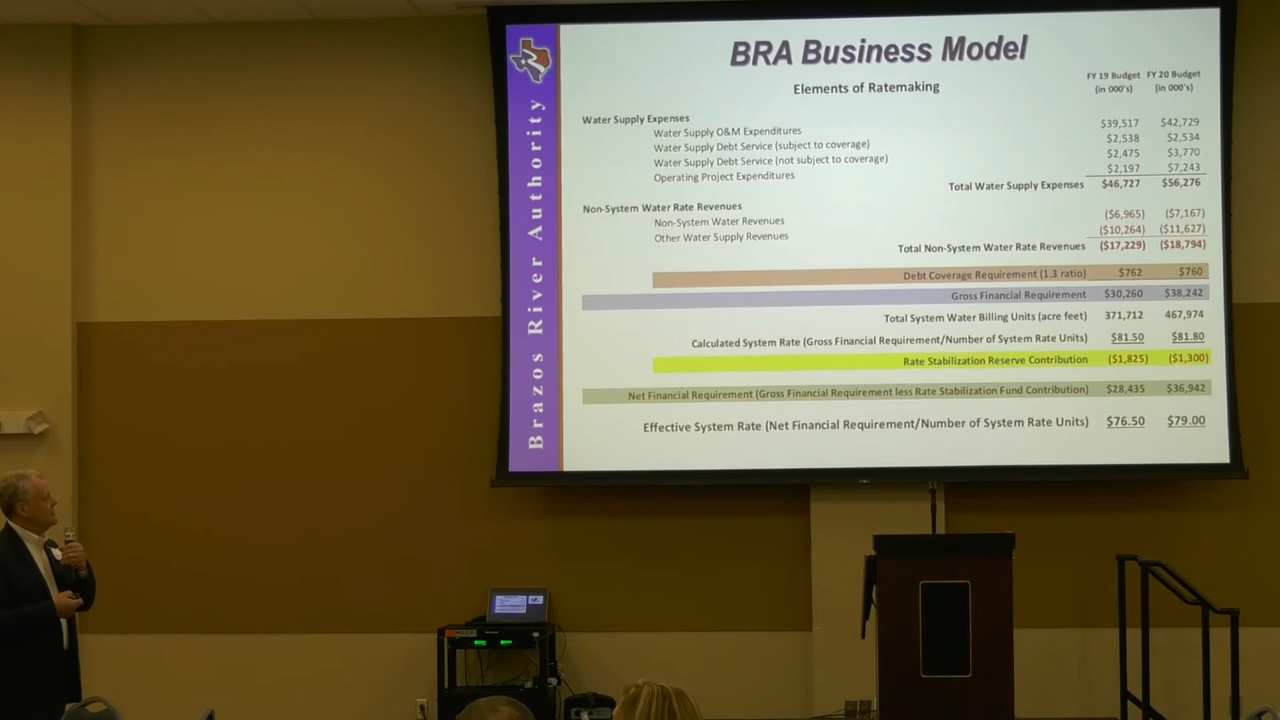 BRA Business Model
Elements of Ratemaking
FY 19 Budget FY 20 Budget
(in 000's) (in 000's)
Water Supply Expenses
Water Supply O&M Expenditures $39,517 $42,729
Water Supply Debt Service (subject to coverage) $2,538 $2,534
Water Supply Debt Service (not subject to coverage) $2,475 $3,770
Operating Project Expenditures $2,197 $7,243
Total Water Supply Expenses $46,727 $56,276
Non-System Water Rate Revenues
Non-System Water Revenues ($6,965) ($7,167)
Other Water Supply Revenues ($10,264) ($11,627)
Total Non-System Water Rate Revenues ($17,229) ($18,794)
Debt Coverage Requirement (1.3 ratio) $762 $760
Gross Financial Requirement $30,260 $38,242
Total System Water Billing Units (acre feet) 371,712 467,974
Calculated System Rate (Gross Financial Requirement/Number of System Rate Units) $81.50 $81.80
Rate Stabilization Reserve Contribution ($1,825) ($1,300)
Net Financial Requirement (Gross Financial Requirement less Rate Stabilization Fund Contribution) $28,435 $36,942
Effective System Rate (Net Financial Requirement/Number of System Rate Units) $76.50 $79.00
Brazos River Authority